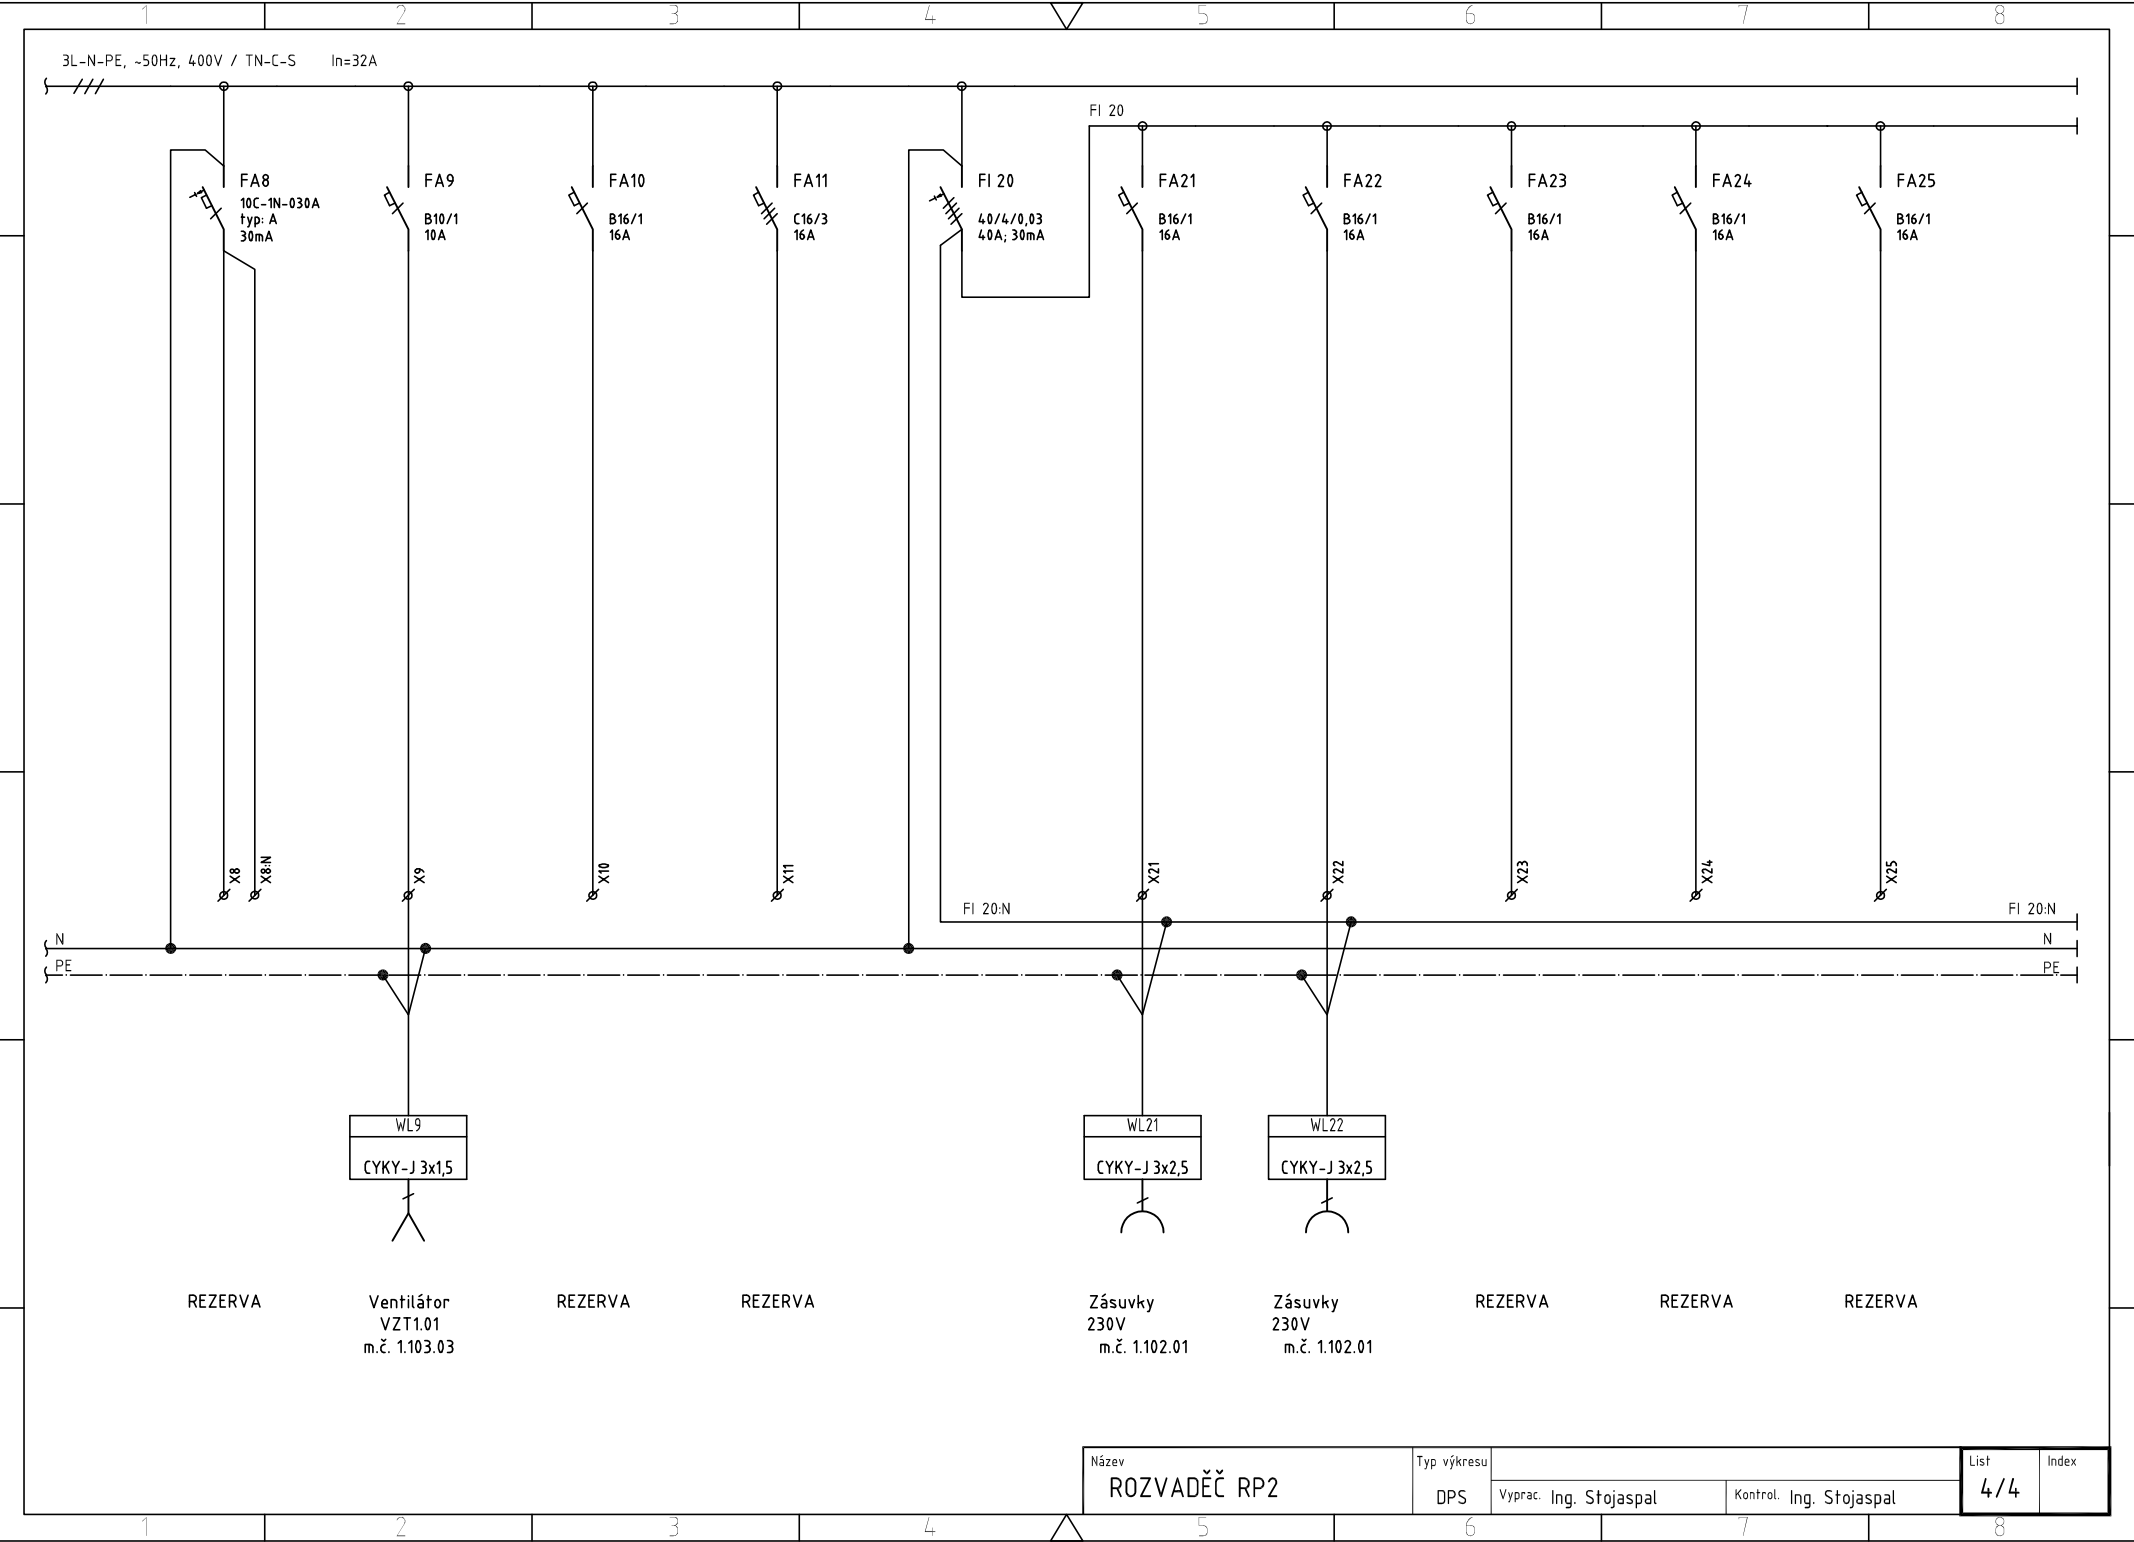 1 2 3 4 5 6 7 8
3L-N-PE, ~50Hz, 400V / TN-C-S In=32A
FI 20
FA8
10C-1N-030A
typ: A
30mA
FA9
B10/1
10A
FA10
B16/1
16A
FA11
C16/3
16A
FI 20
40/4/0,03
40A; 30mA
FA21
B16/1
16A
FA22
B16/1
16A
FA23
B16/1
16A
FA24
B16/1
16A
FA25
B16/1
16A
X8
X8:N
X9
X10
X11
X21
X22
X23
X24
X25
FI 20:N FI 20:N
N N
PE PE
WL9
CYKY-J 3x1,5
WL21
CYKY-J 3x2,5
WL22
CYKY-J 3x2,5
REZERVA
Ventilátor
VZT1.01
m.č. 1.103.03
REZERVA
REZERVA
Zásuvky
230V
m.č. 1.102.01
Zásuvky
230V
m.č. 1.102.01
REZERVA
REZERVA
REZERVA
Název
ROZVADĚČ RP2
Typ výkresu
DPS
Vyprac. Ing. Stojaspal
Kontrol. Ing. Stojaspal
List
4/4
Index
1 2 3 4 5 6 7 8